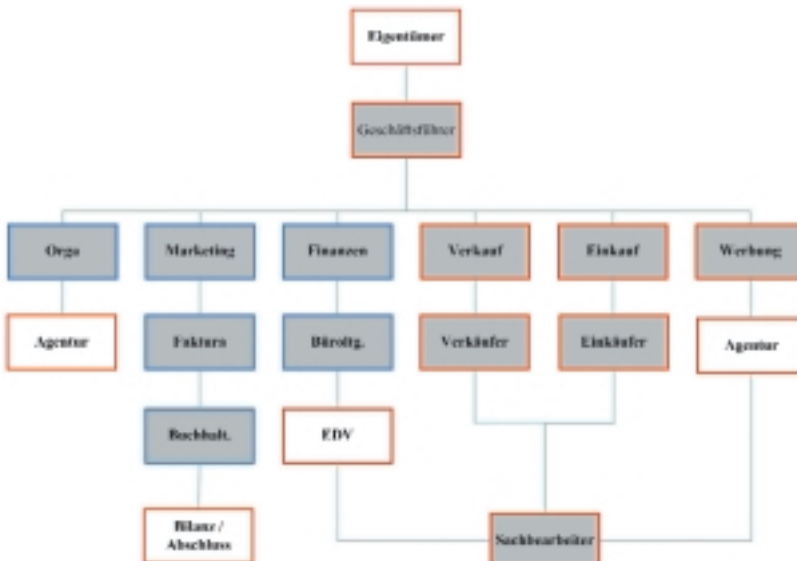 Eigentümer
Geschäftsführer
Orga
Marketing
Finanzen
Verkauf
Einkauf
Werbung
Agentur
Faktura
Büroltg.
Verkäufer
Einkäufer
Agentur
Buchhalt.
EDV
Bilanz /
Abschluss
Sachbearbeiter